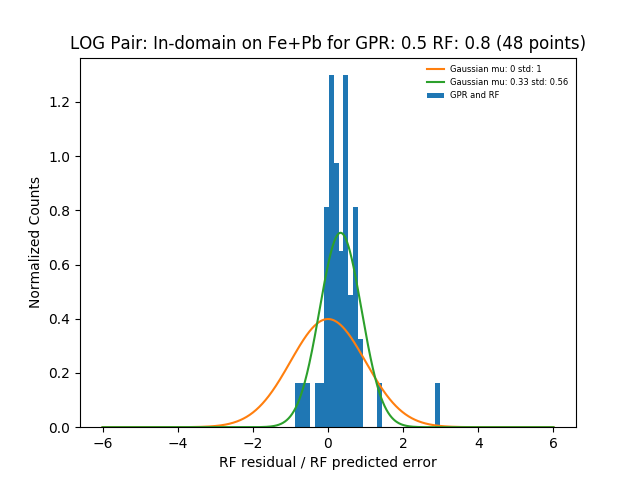 LOG Pair: In-domain on Fe+Pb for GPR: 0.5 RF: 0.8 (48 points)
Gaussian mu: 0 std: 1
Gaussian mu: 0.33 std: 0.56
GPR and RF
Normalized Counts
1.2
1.0
0.8
0.6
0.4
0.2
0.0
−6 −4 −2 0 2 4 6
RF residual / RF predicted error